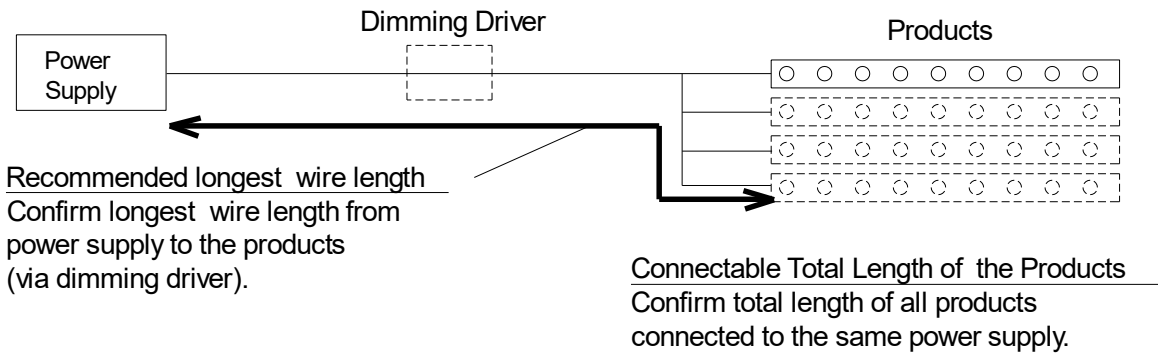 Dimming Driver
Products
Power
Supply
Recommended longest wire length
Confirm longest wire length from
power supply to the products
(via dimming driver).
Connectable Total Length of the Products
Confirm total length of all products
connected to the same power supply.